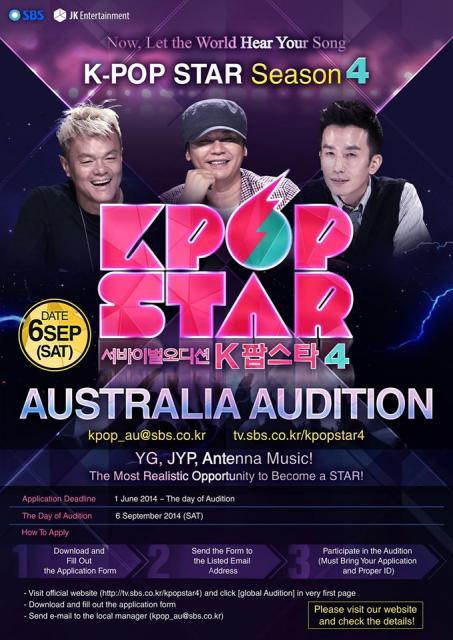 SBS JK Entertainment
Now, Let the World Hear Your Song
K-POP STAR Season 4
KPOP
STAR
서바이벌오디션 K팝스타4
DATE
6SEP
(SAT)
AUSTRALIA AUDITION
kpop_au@sbs.co.kr tv.sbs.co.kr/kpopstar4
YG, JYP, Antenna Music!
The Most Realistic Opportunity to Become a STAR!
Application Deadline 1 June 2014 – The day of Audition
The Day of Audition 6 September 2014 (SAT)
How To Apply
1 Download and
Fill Out
the Application Form
2 Send the Form to
the Listed Email
Address
3 Participate in the Audition
(Must Bring Your Application
and Proper ID)
- Visit official website (http://tv.sbs.co.kr/kpopstar4) and click [global Audition] in very first page
- Download and fill out the application form
- Send e-mail to the local manager (kpop_au@sbs.co.kr)
Please visit our website
and check the details!